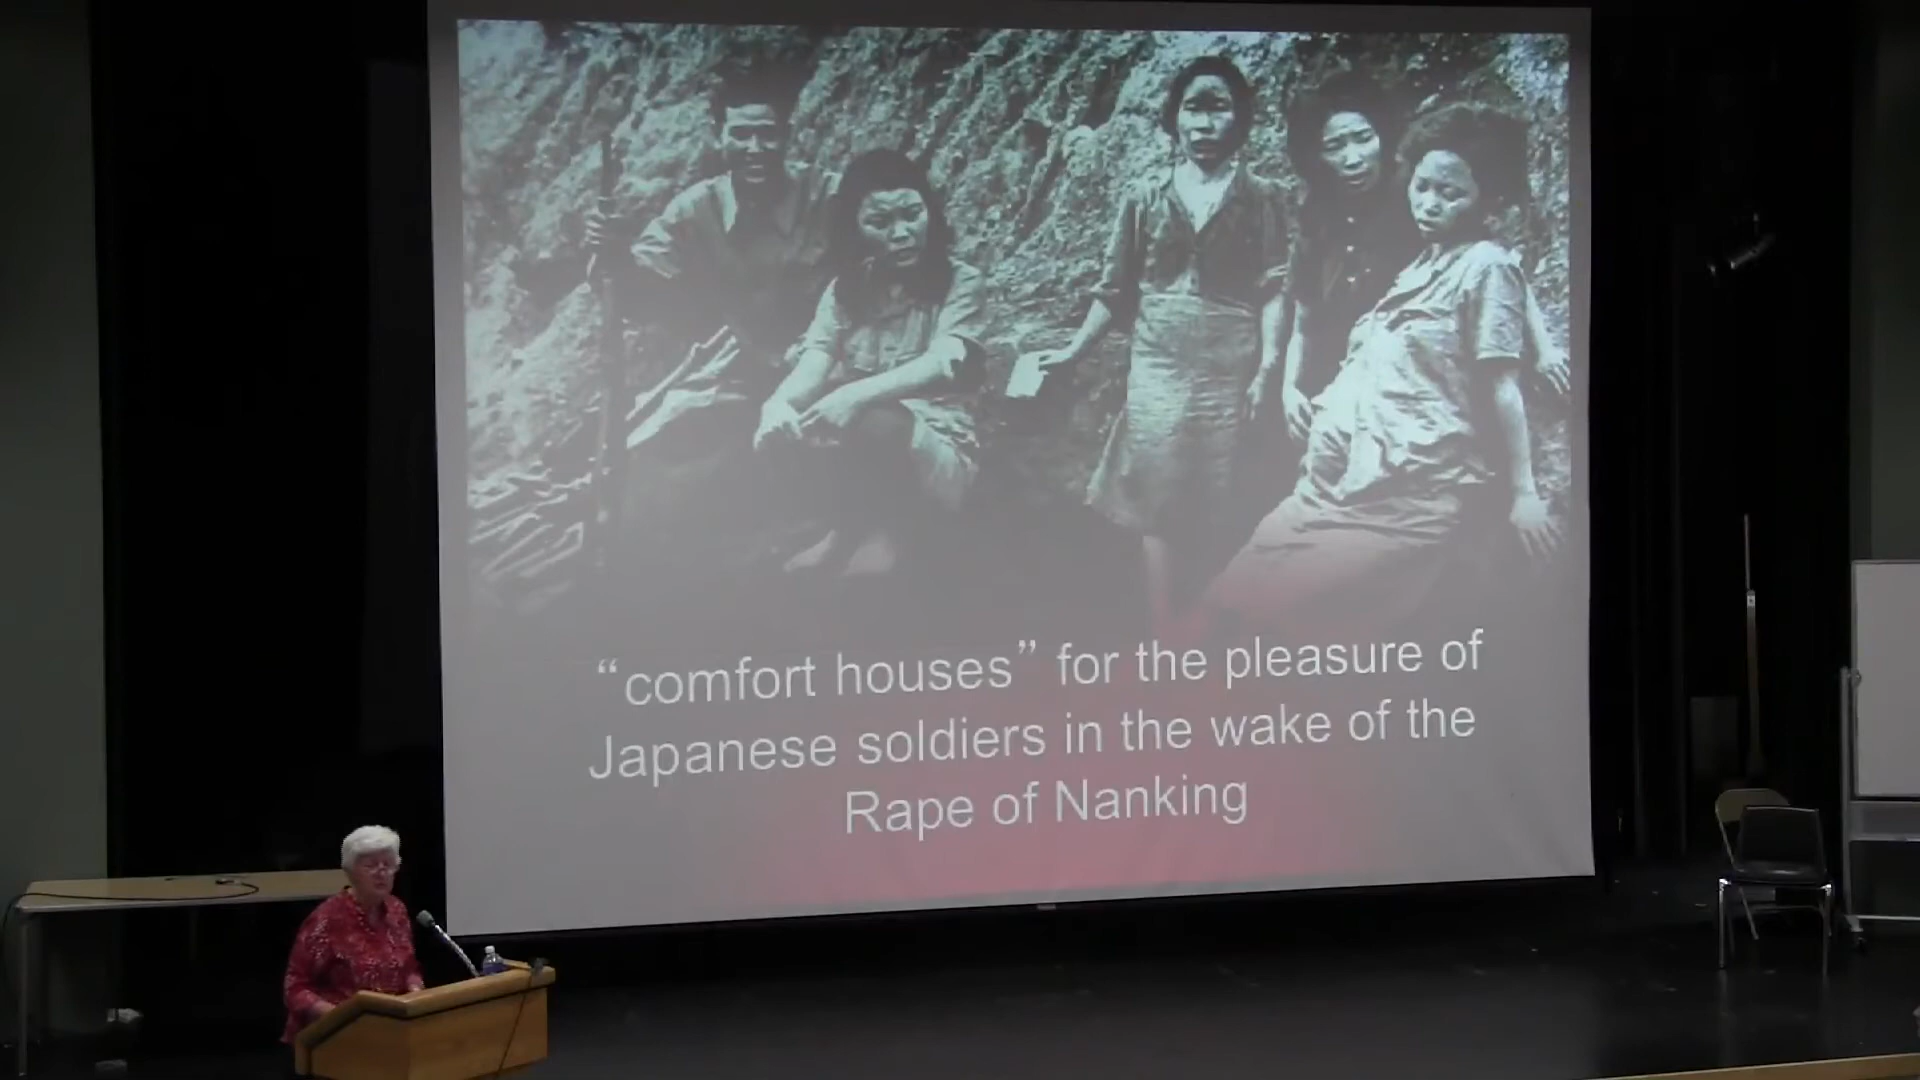 “comfort houses” for the pleasure of
Japanese soldiers in the wake of the
Rape of Nanking